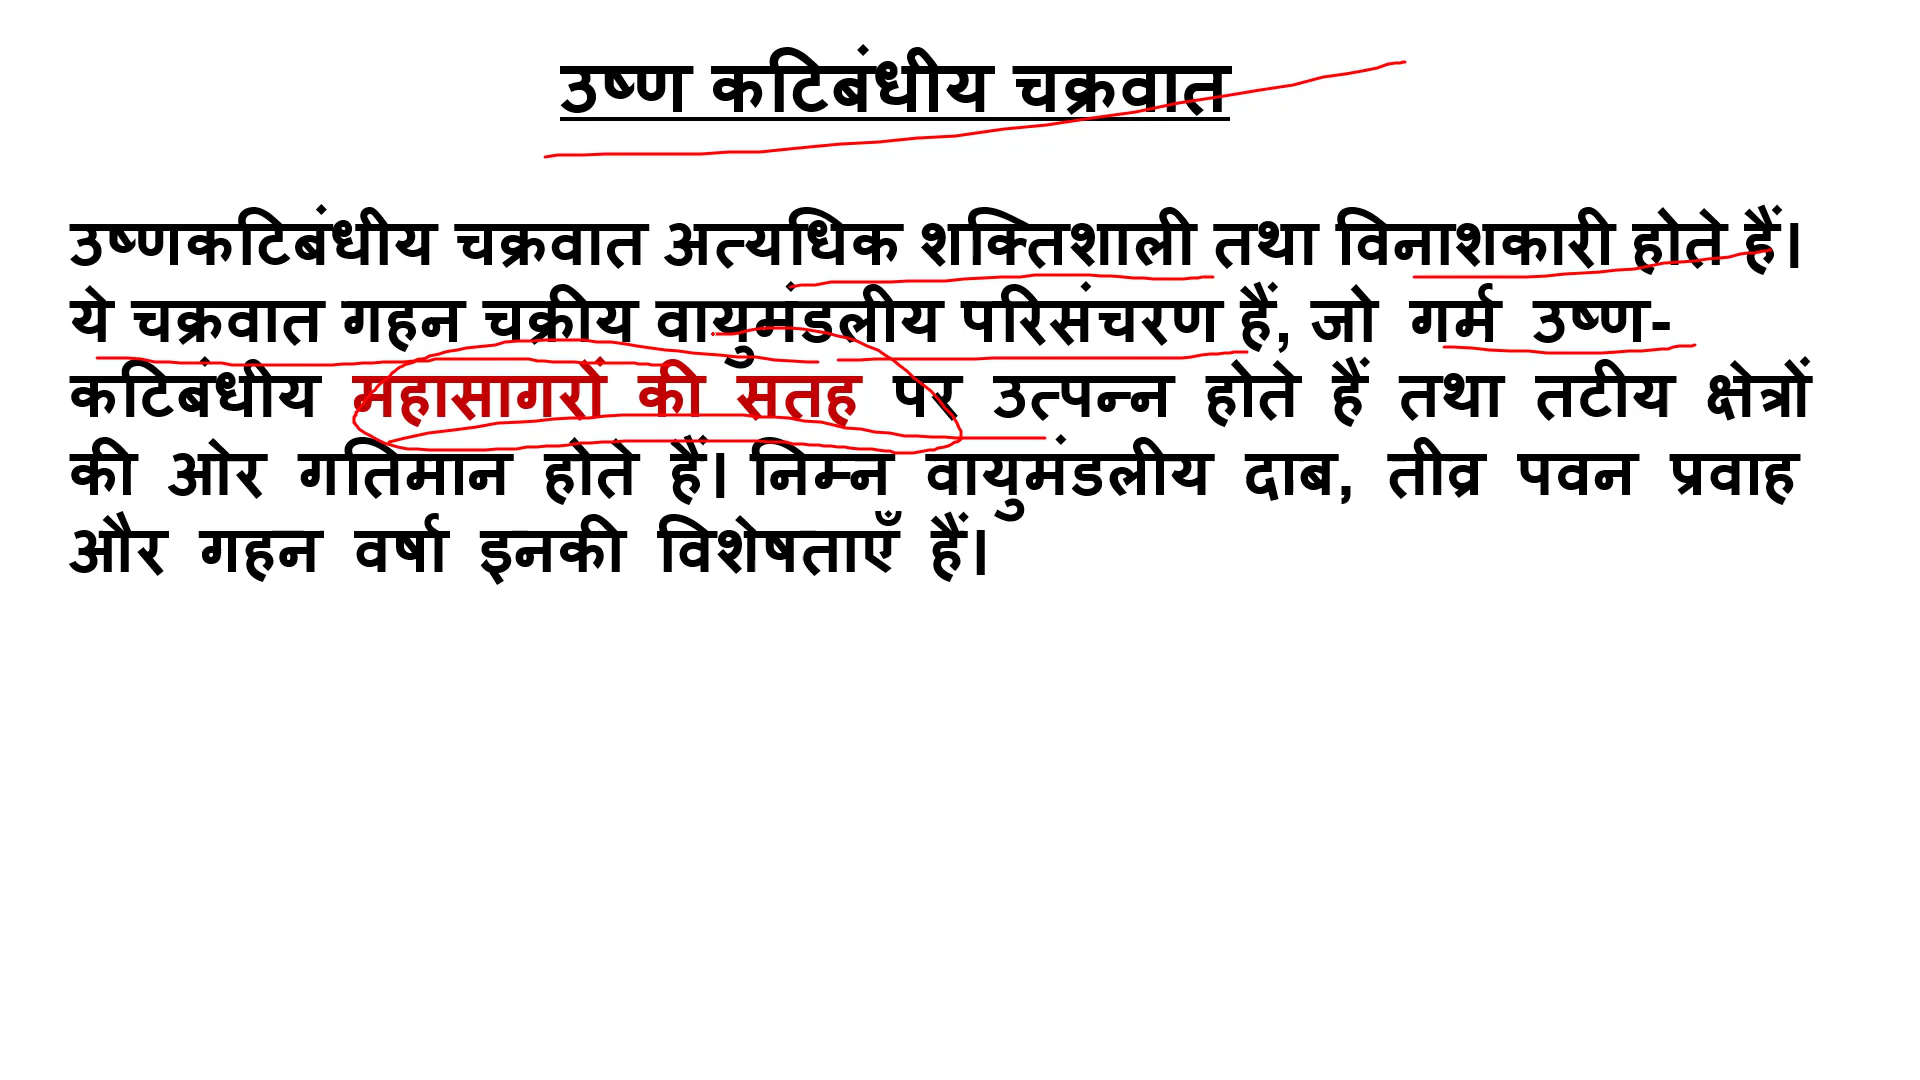 उष्ण कटिबंधीय चक्रवात
उष्णकटिबंधीय चक्रवात अत्यधिक शक्तिशाली तथा विनाशकारी होते हैं।
ये चक्रवात गहन चक्रीय वायुमंडलीय परिसंचरण हैं, जो गर्म उष्ण-
कटिबंधीय महासागरों की सतह पर उत्पन्न होते हैं तथा तटीय क्षेत्रों
की ओर गतिमान होते हैं। निम्न वायुमंडलीय दाब, तीव्र पवन प्रवाह
और गहन वर्षा इनकी विशेषताएँ हैं।